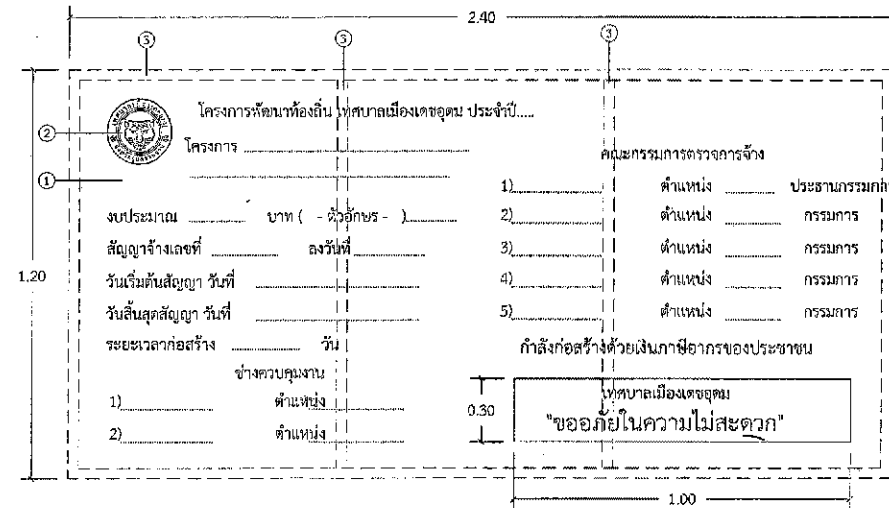 2.40
③ ③ ③
โครงการพัฒนาท้องถิ่น เทศบาลเมืองเดชอุดม ประจำปี.....
②
โครงการ
①
งบประมาณ บาท ( - ตัวอักษร - )
สัญญาจ้างเลขที่ ลงวันที่
วันเริ่มต้นสัญญา วันที่
วันสิ้นสุดสัญญา วันที่
ระยะเวลาก่อสร้าง วัน
ช่างควบคุมงาน
1) ตำแหน่ง
2) ตำแหน่ง
1.20
คณะกรรมการตรวจการจ้าง
1) ตำแหน่ง ประธานกรรมกา
2) ตำแหน่ง กรรมการ
3) ตำแหน่ง กรรมการ
4) ตำแหน่ง กรรมการ
5) ตำแหน่ง กรรมการ
กำลังก่อสร้างด้วยเงินภาษีอากรของประชาชน
เทศบาลเมืองเดชอุดม
"ขออภัยในความไม่สะดวก"
0.30
1.00